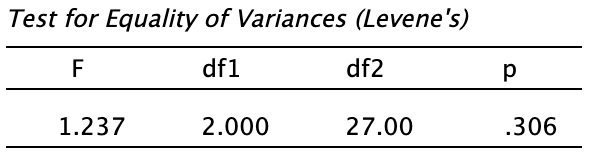 Test for Equality of Variances (Levene's)
F df1 df2 p
1.237 2.000 27.00 .306